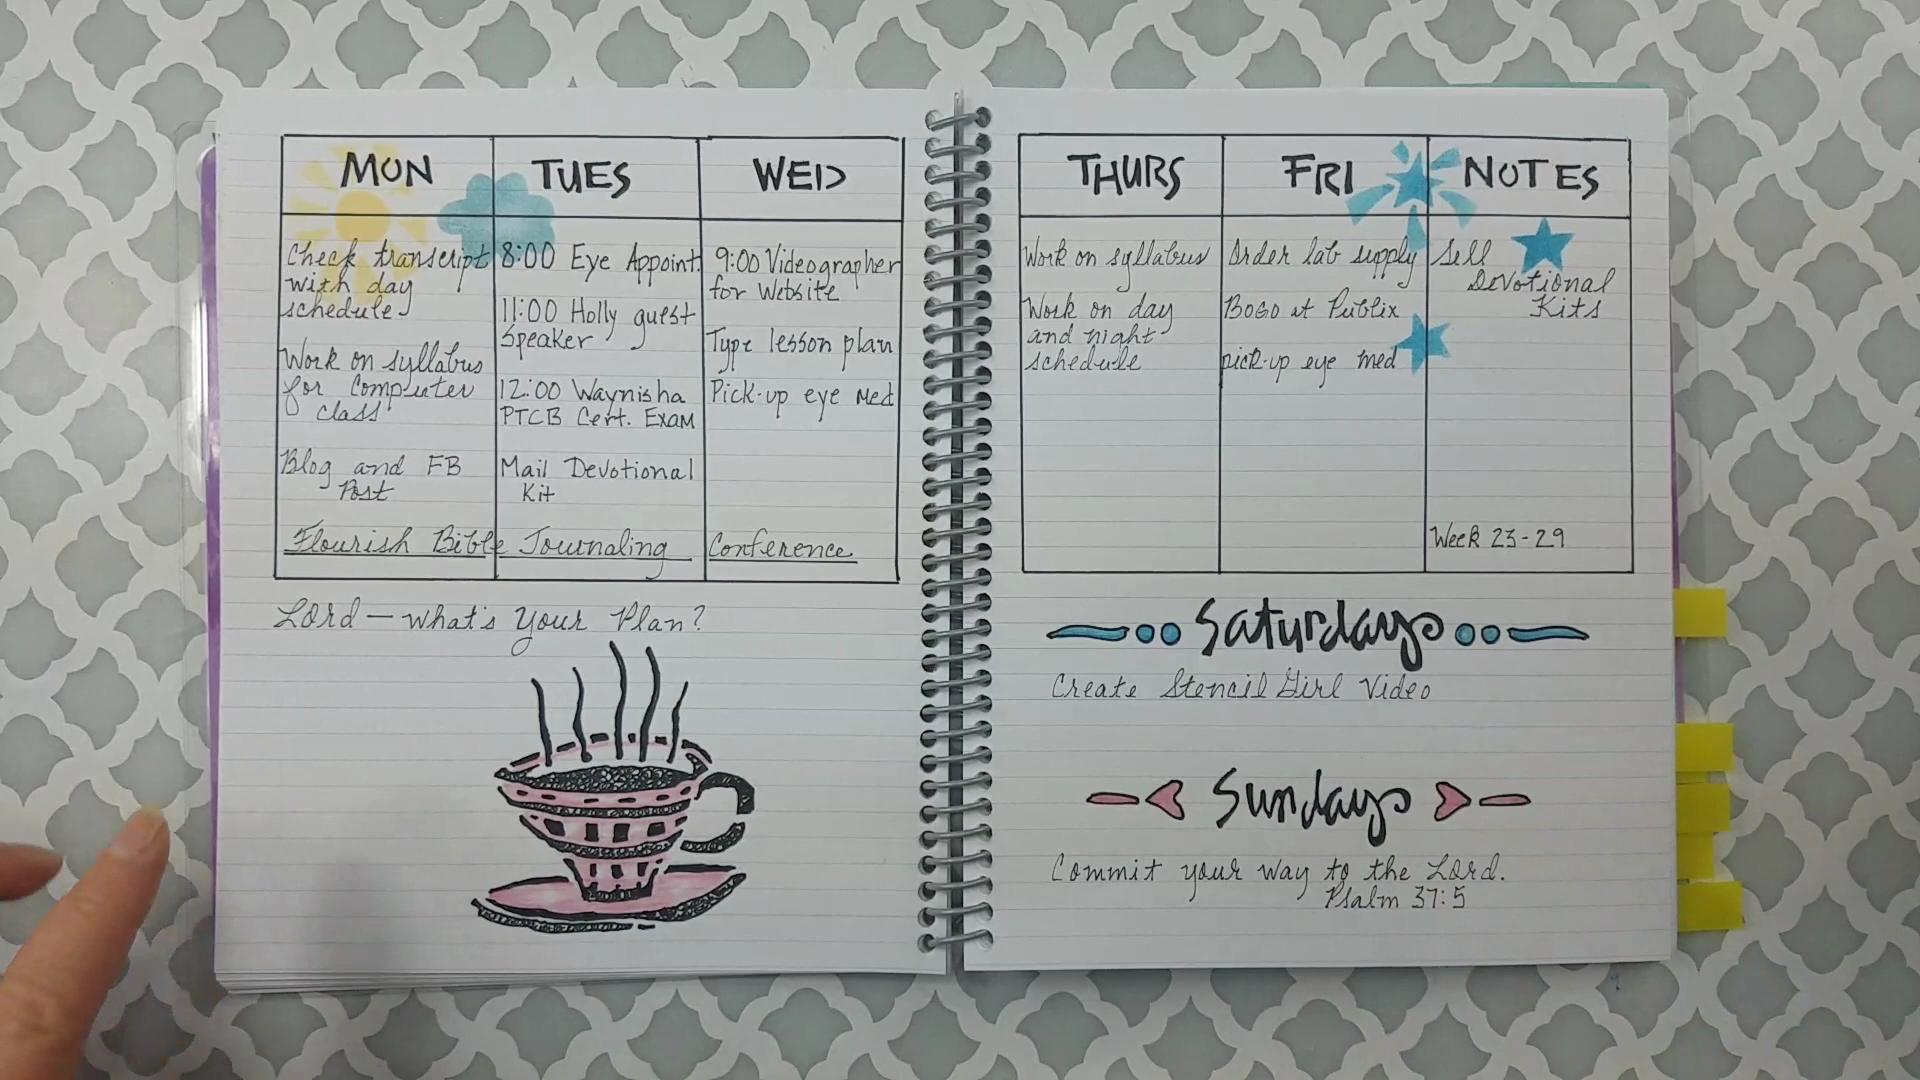 MON
Check transcript
with day
schedule
Work on syllabus
for Computer
class
Blog and FB
Post
TUES
8:00 Eye Appoint.
11:00 Holly guest
Speaker
12:00 Waynisha
PTCB Cert. Exam
Mail Devotional
Kit
WED
9:00 Videographer
for Website
Type lesson plan
Pick-up eye med
Flourish Bible Journaling Conference
Lord — What's Your Plan?
THURS
Work on syllabus
Work on day
and night
schedule
FRI
Order lab supply
BOGO at Publix
pick-up eye med
NOTES
Sell
Devotional
Kits
Week 23-29
Saturday
Create StencilGirl Video
Sunday
Commit your way to the Lord.
Psalm 37:5